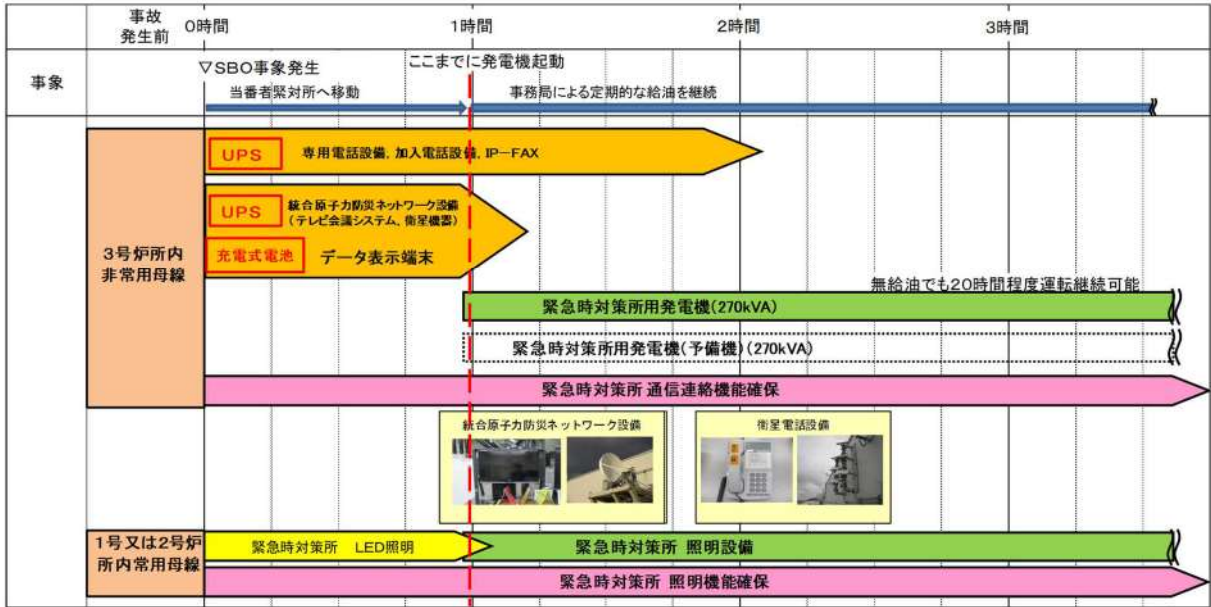 事故
発生前
0時間
1時間
2時間
3時間
事象
▽SBO事象発生
ここまでに発電機起動
当番者緊対所へ移動
事務局による定期的な給油を継続
3号炉所内
非常用母線
UPS
専用電話設備、加入電話設備、IP－FAX
UPS
統合原子力防災ネットワーク設備
（テレビ会議システム、衛星機器）
充電式電池
データ表示端末
無給油でも20時間程度運転継続可能
緊急時対策所用発電機(270kVA)
緊急時対策所用発電機(予備機)(270kVA)
緊急時対策所 通信連絡機能確保
統合原子力防災ネットワーク設備
衛星電話設備
1号又は2号炉
所内常用母線
緊急時対策所　LED照明
緊急時対策所 照明設備
緊急時対策所 照明機能確保